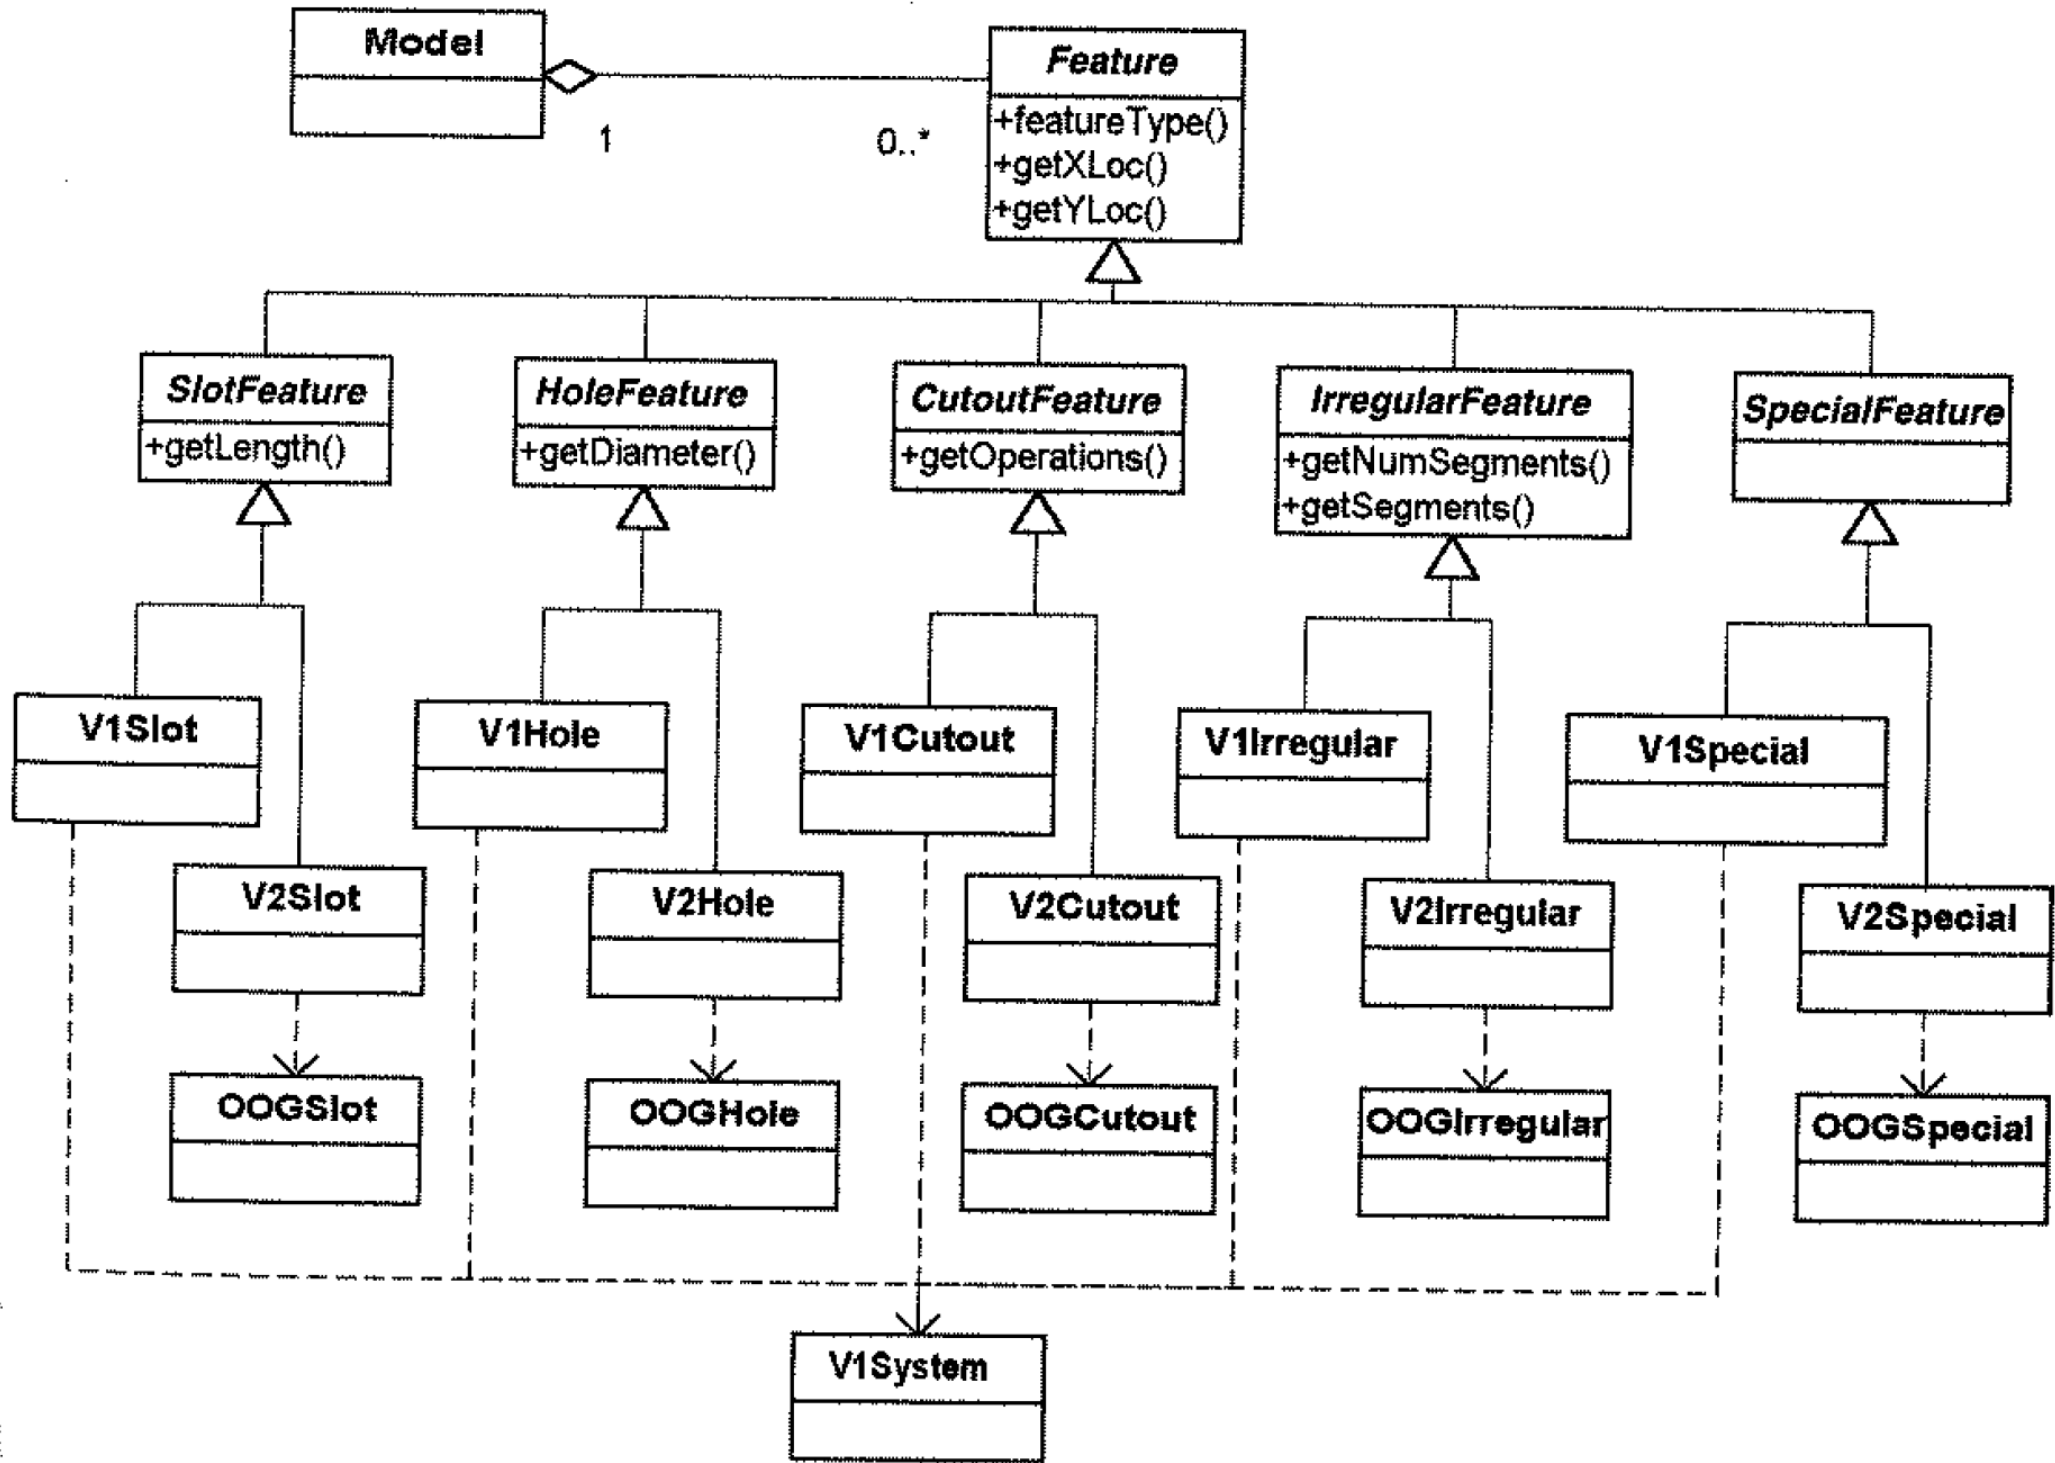 Model
1
0..*
Feature
+featureType()
+getXLoc()
+getYLoc()
SlotFeature
+getLength()
HoleFeature
+getDiameter()
CutoutFeature
+getOperations()
IrregularFeature
+getNumSegments()
+getSegments()
SpecialFeature
V1Slot
V1Hole
V1Cutout
V1Irregular
V1Special
V2Slot
V2Hole
V2Cutout
V2Irregular
V2Special
OOGSlot
OOGHole
OOGCutout
OOGIrregular
OOGSpecial
V1System